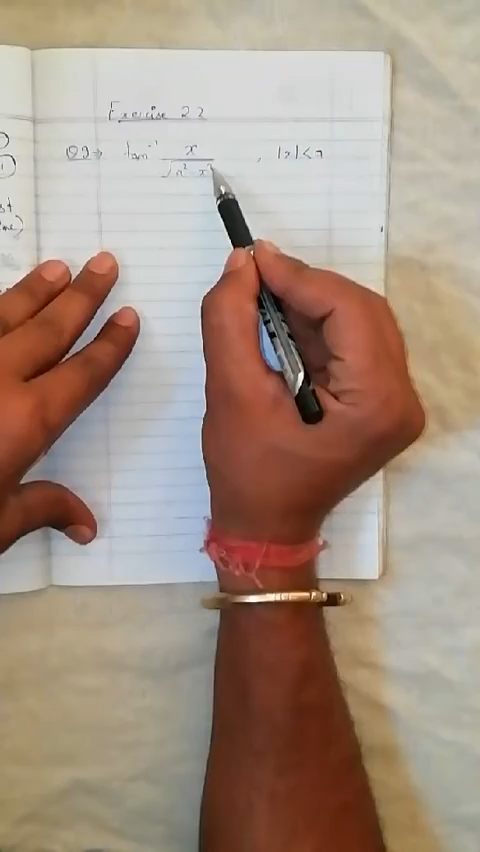 Exercise 2.2
Q9→ tan⁻¹ x/√(a² - x²) , |x| < a